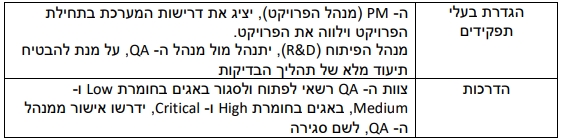 הגדרת בעלי תפקידים
ה- PM (מנהל הפרויקט), יציג את דרישות המערכת בתחילת
הפרויקט וילווה את הפרויקט.
מנהל הפיתוח (R&D), יתנהל מול מנהל ה- QA, על מנת להבטיח
תיעוד מלא של תהליך הבדיקות
הדרכות
צוות ה- QA רשאי לפתוח ולסגור באגים בחומרת Low ו-
Medium, באגים בחומרת High ו- Critical, ידרשו אישור ממנהל
ה- QA, לשם סגירה